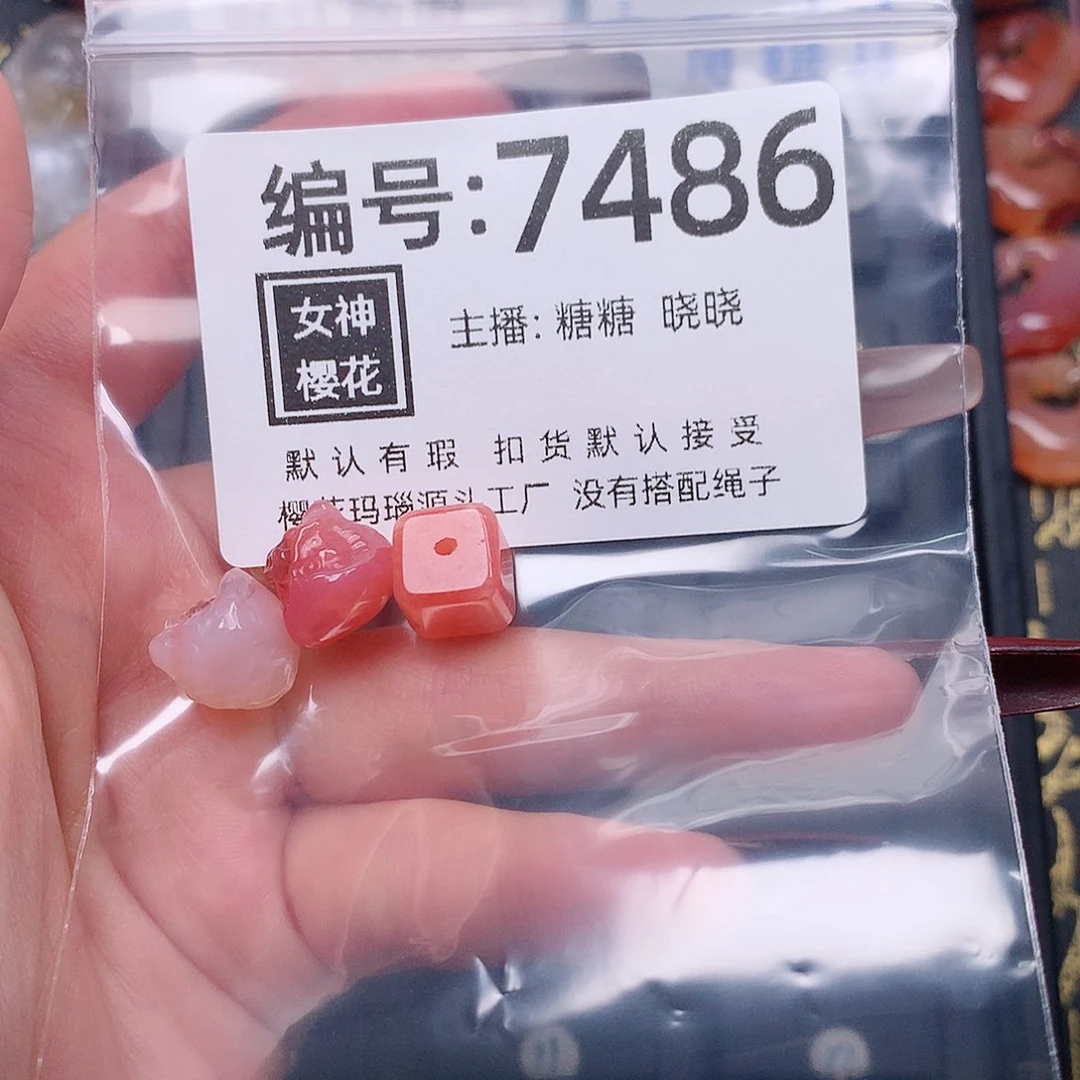 编号:7486
女神
樱花
主播: 糖糖 晓晓
默认有瑕 扣货默认接受
樱花玛瑙源头工厂 没有搭配绳子